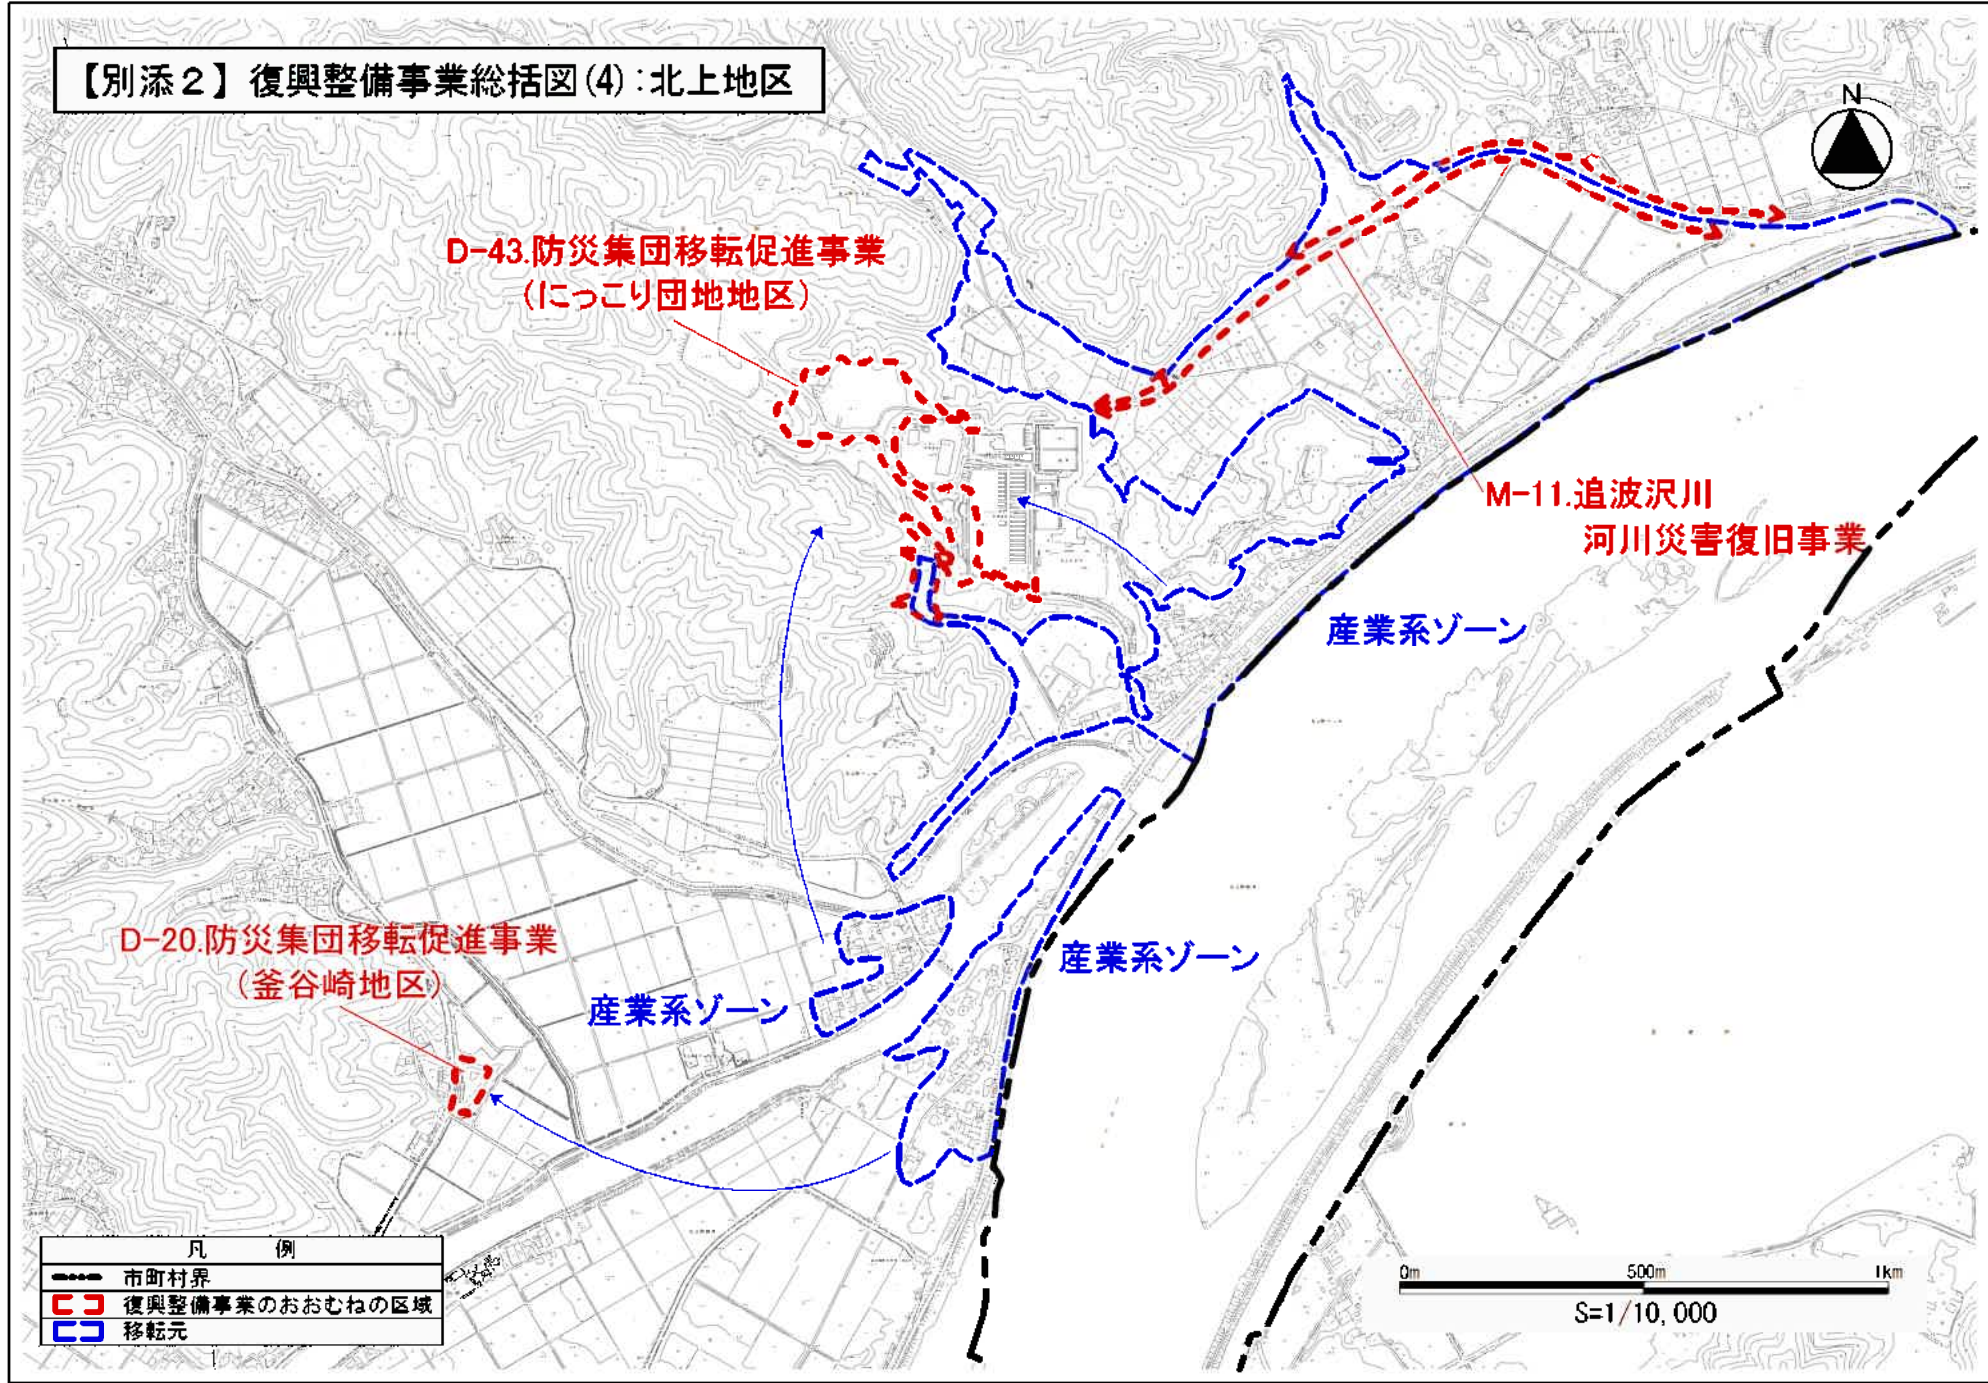 【別添２】復興整備事業総括図(4):北上地区
N
D-43.防災集団移転促進事業
(にっこり団地地区)
M-11.追波沢川
河川災害復旧事業
産業系ゾーン
産業系ゾーン
D-20.防災集団移転促進事業
(釜谷崎地区)
産業系ゾーン
凡 例
市町村界
復興整備事業のおおむねの区域
移転元
0m 500m 1km
S=1/10,000